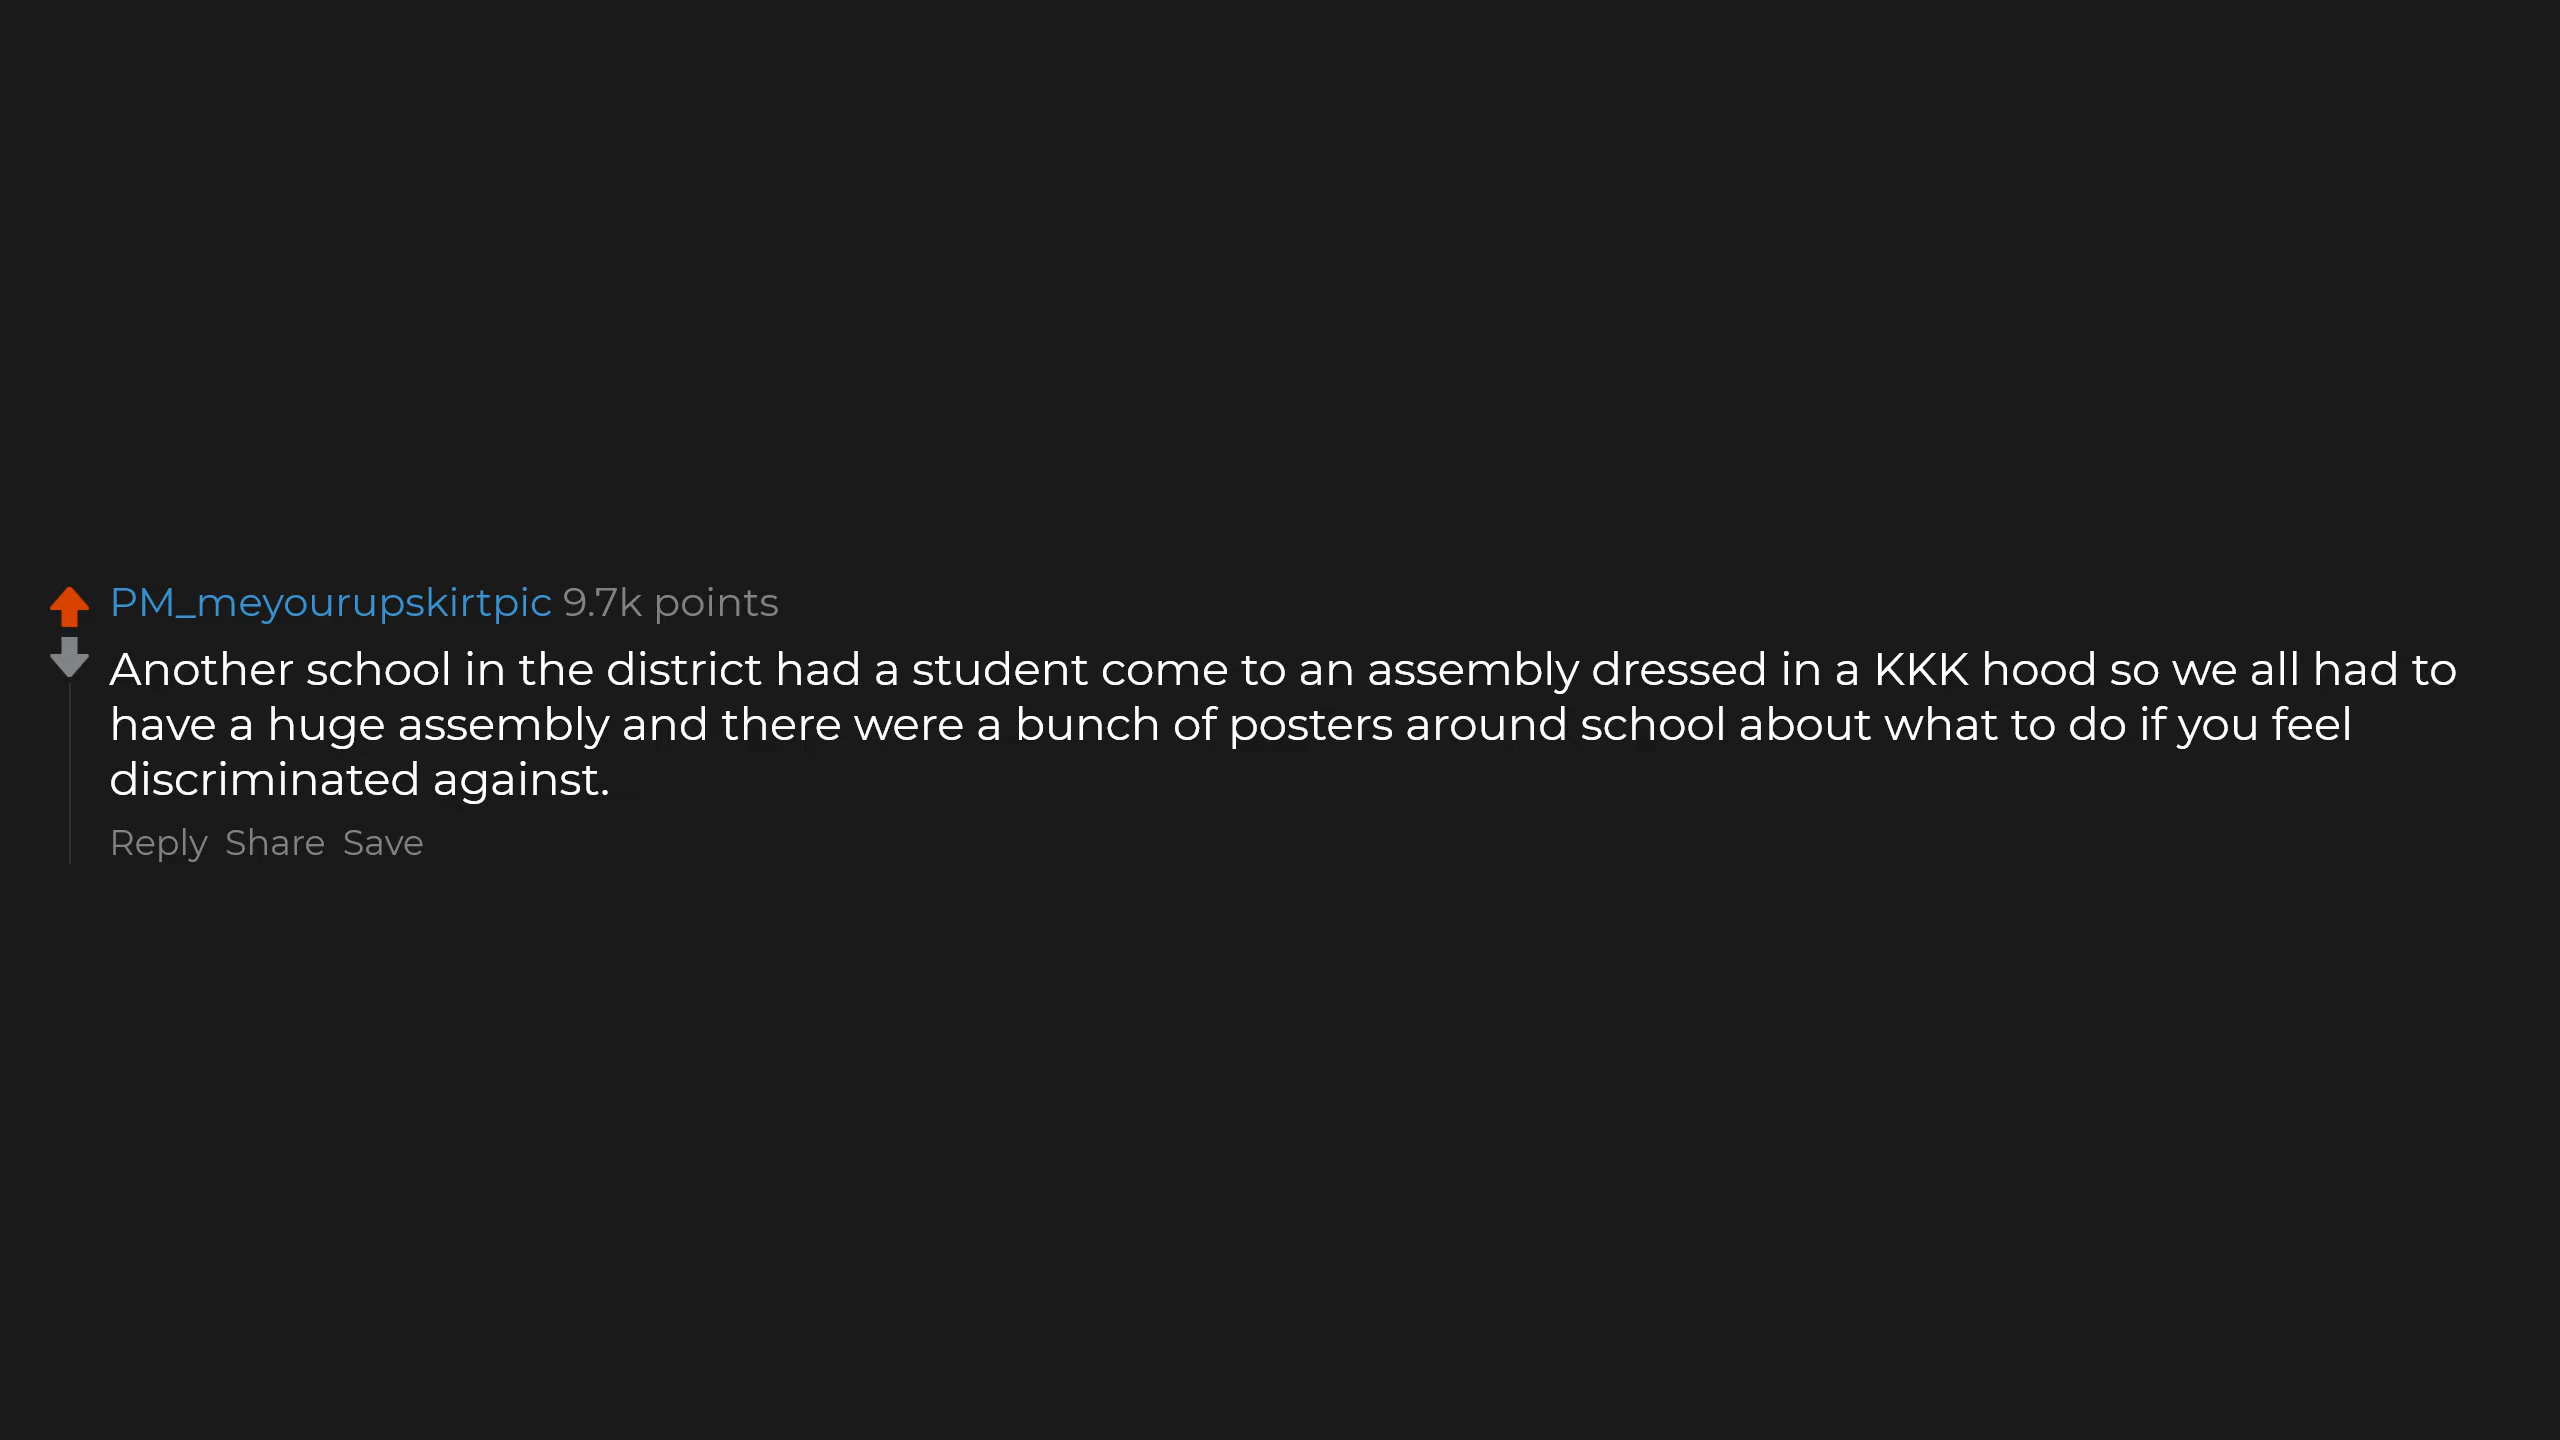 PM_meyourupskirtpic 9.7k points
Another school in the district had a student come to an assembly dressed in a KKK hood so we all had to
have a huge assembly and there were a bunch of posters around school about what to do if you feel
discriminated against.
Reply Share Save